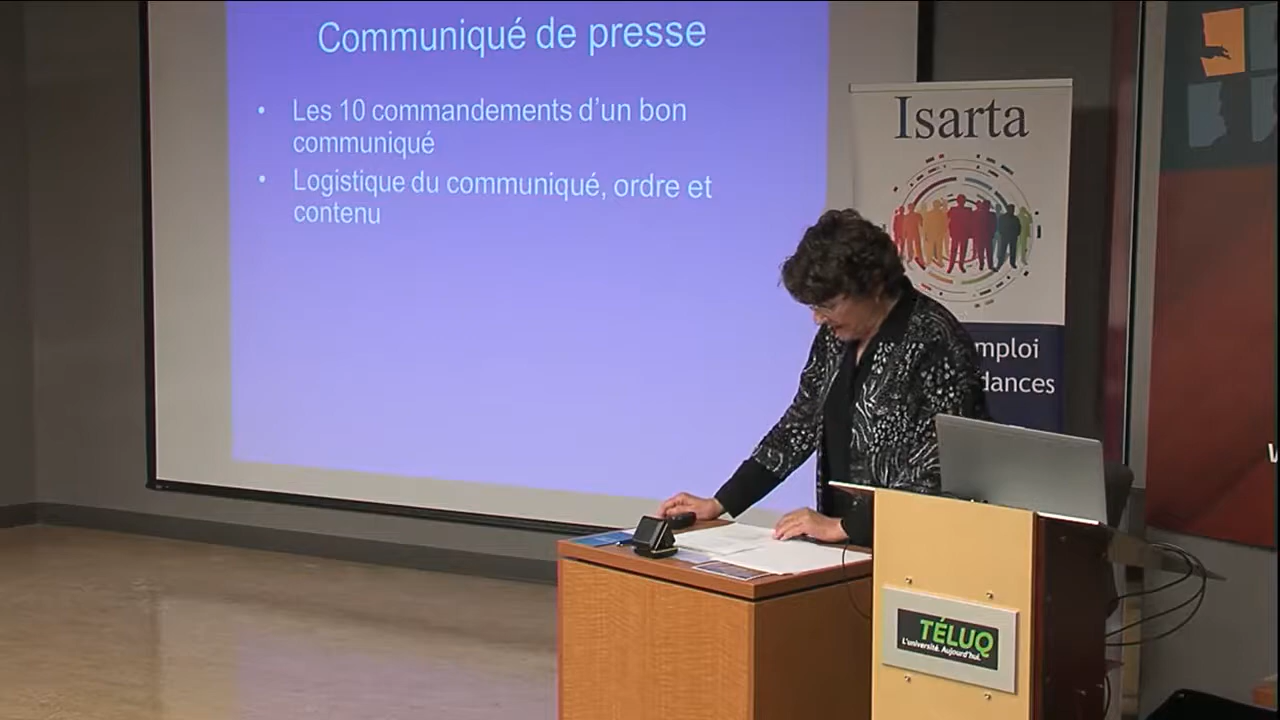 Communiqué de presse
• Les 10 commandements d'un bon
communiqué
• Logistique du communiqué, ordre et
contenu
Isarta
mploi
dances
TÉLUQ
L'université. Aujourd'hui.